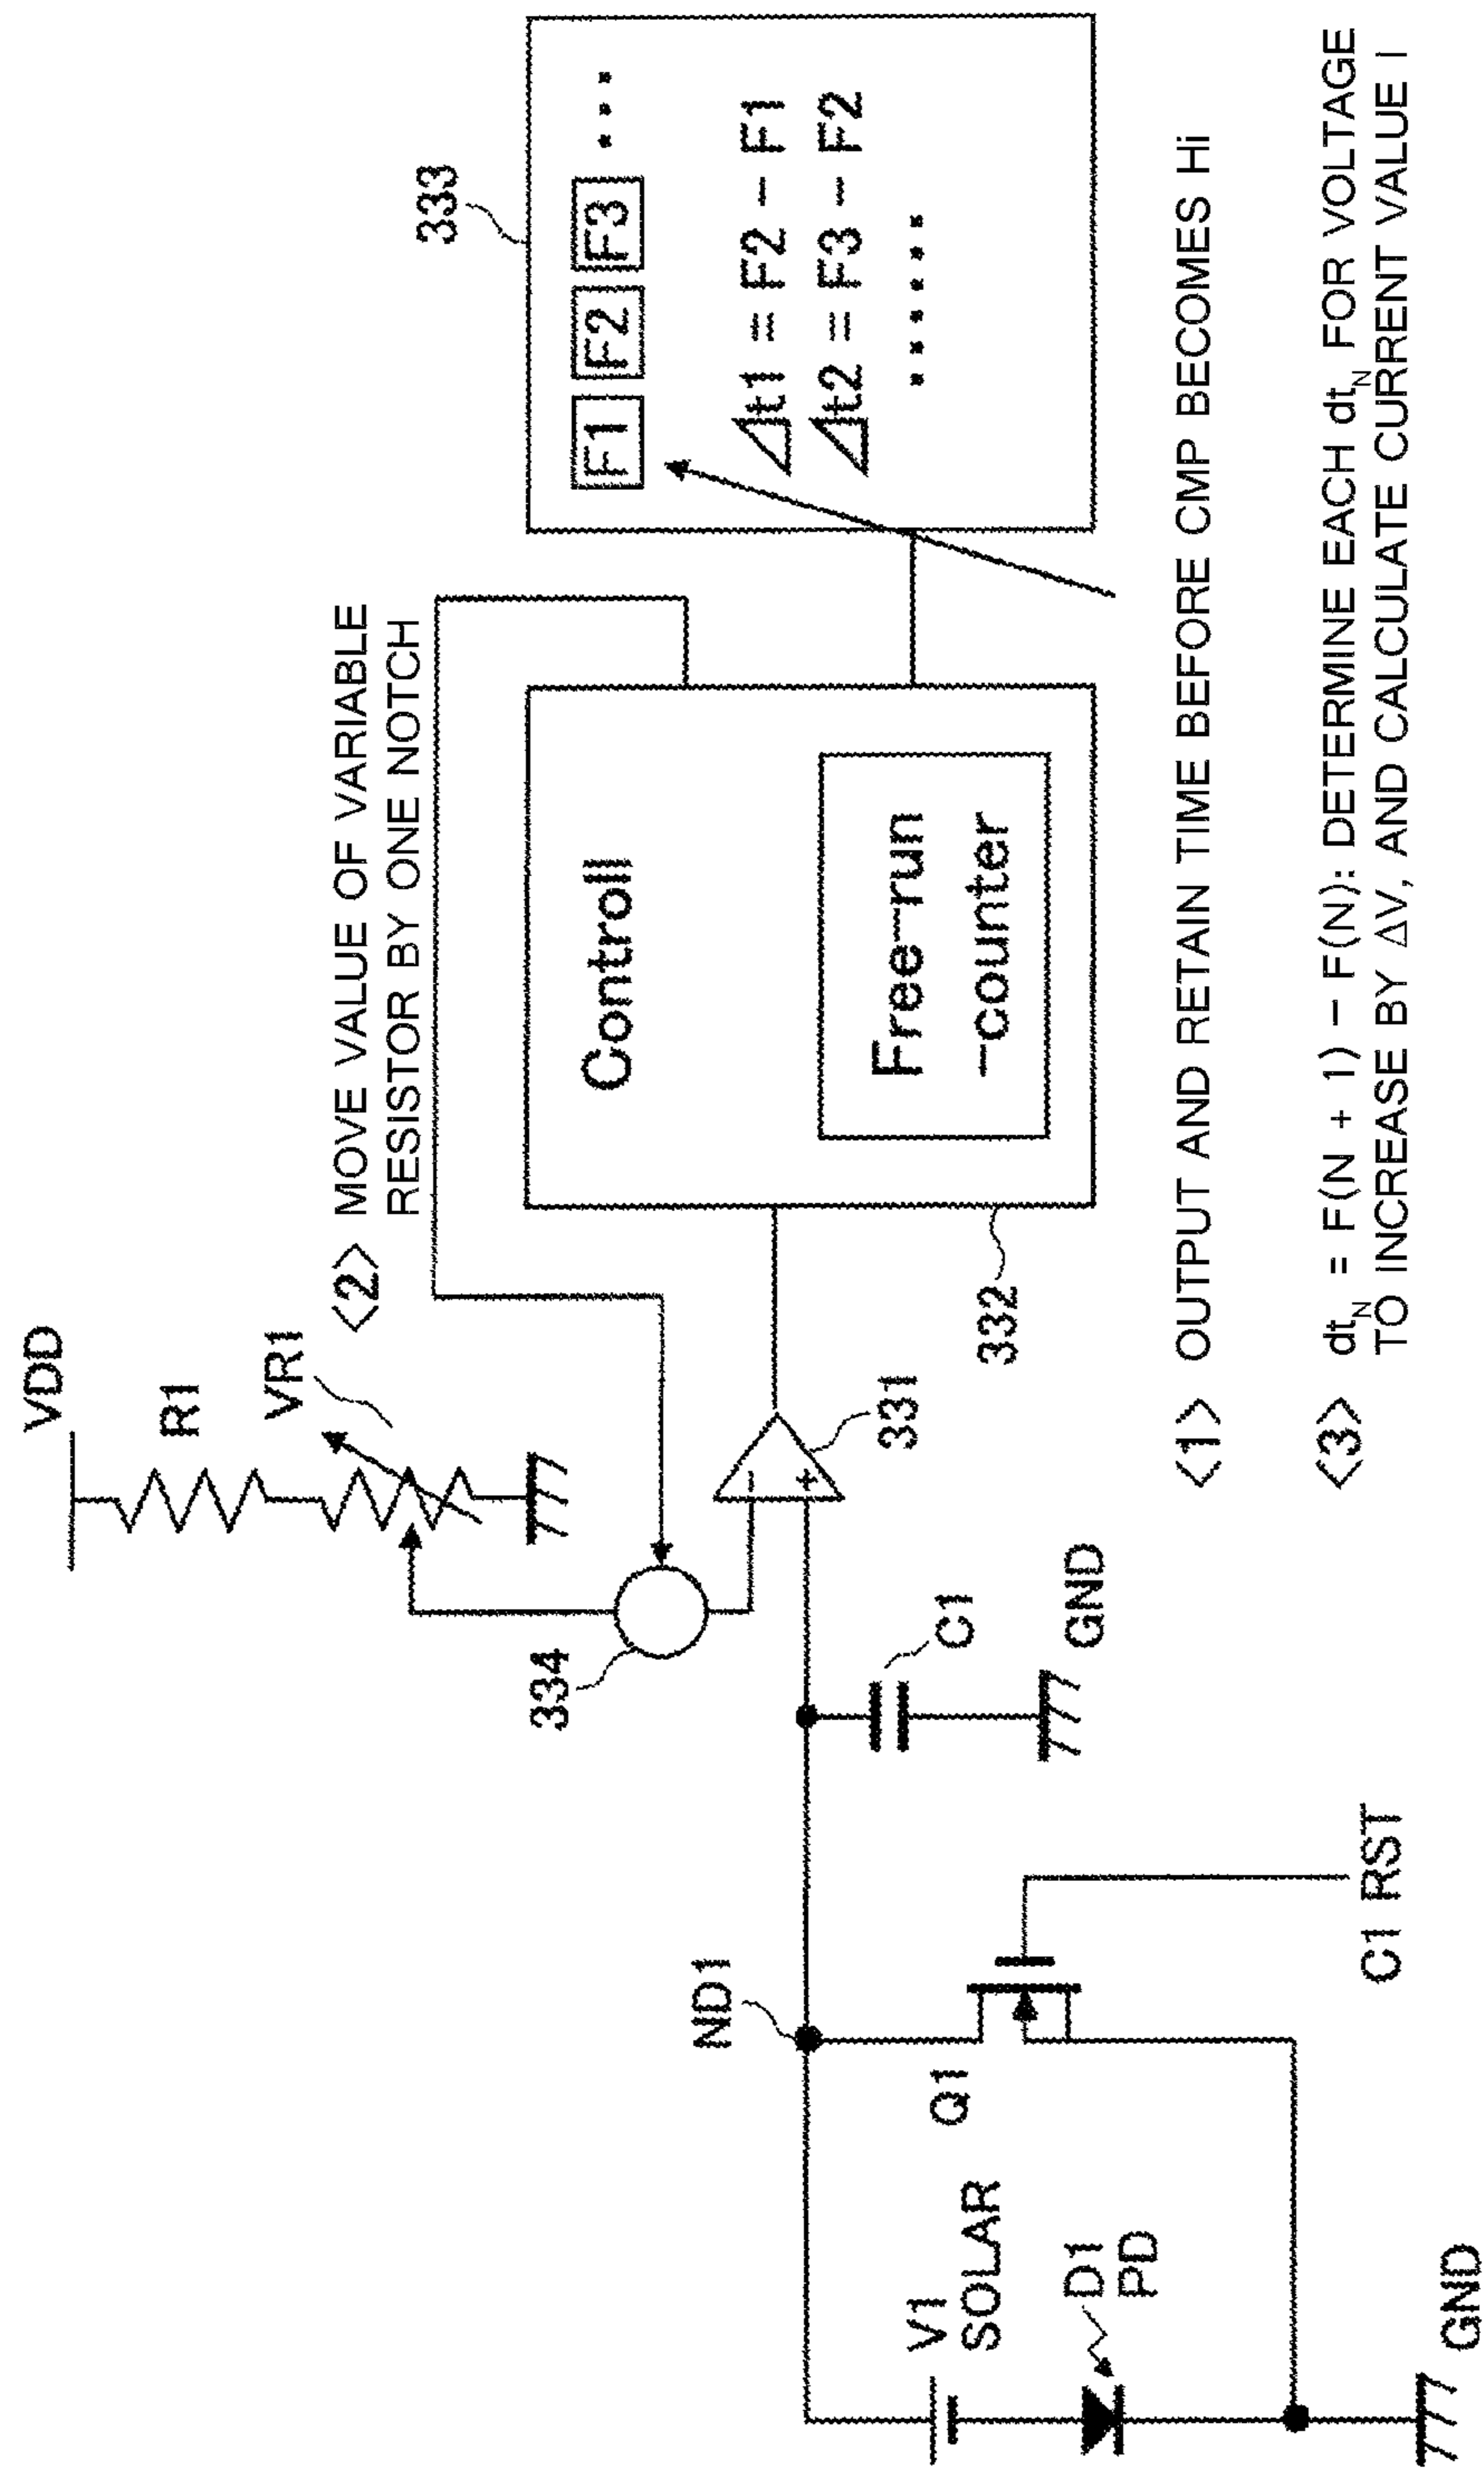 VDD
R1
VR1
<2> MOVE VALUE OF VARIABLE
RESISTOR BY ONE NOTCH
333
F1 F2 F3 ...
⊿t1 = F2 − F1
⊿t2 = F3 − F2
......
Controll
Free-run
-counter
332
334
−
+
331
ND1
C1
GND
Q1
V1
SOLAR
D1
PD
C1 RST
GND
<1> OUTPUT AND RETAIN TIME BEFORE CMP BECOMES Hi
<3> dtN = F(N + 1) − F(N): DETERMINE EACH dtN FOR VOLTAGE
TO INCREASE BY ΔV, AND CALCULATE CURRENT VALUE I